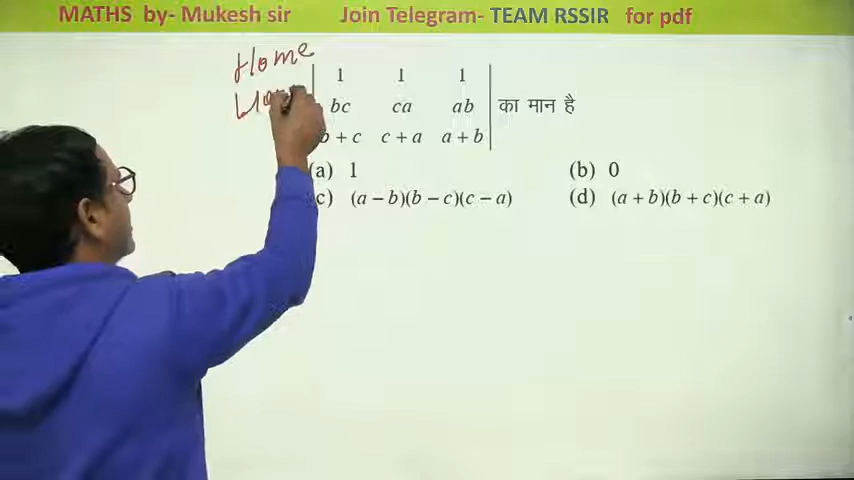 MATHS by- Mukesh sir Join Telegram- TEAM RSSIR for pdf
Home
1 1 1
bc ca ab का मान है
b + c c + a a + b
(a) 1 (b) 0
(c) (a − b)(b − c)(c − a) (d) (a + b)(b + c)(c + a)